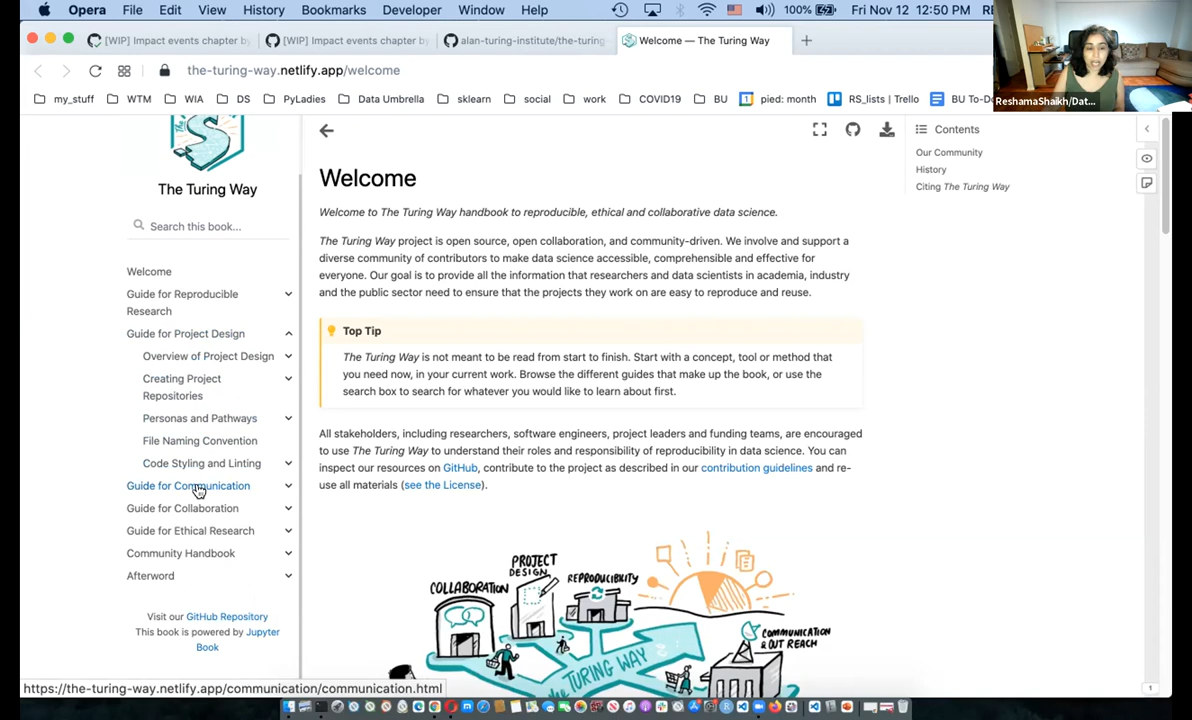 Opera File Edit View History Bookmarks Developer Window Help 100% Fri Nov 12 12:50 PM
[WIP] Impact events chapter by
[WIP] Impact events chapter by
alan-turing-institute/the-turing
Welcome — The Turing Way
the-turing-way.netlify.app/welcome
my_stuff WTM WIA DS PyLadies Data Umbrella sklearn social work COVID19 BU pied: month RS_lists | Trello BU To-Do
ReshamaShaikh/Dat...
The Turing Way
Search this book...
Welcome
Guide for Reproducible
Research
Guide for Project Design
Overview of Project Design
Creating Project
Repositories
Personas and Pathways
File Naming Convention
Code Styling and Linting
Guide for Communication
Guide for Collaboration
Guide for Ethical Research
Community Handbook
Afterword
Visit our GitHub Repository
This book is powered by Jupyter
Book
Welcome
Welcome to The Turing Way handbook to reproducible, ethical and collaborative data science.
The Turing Way project is open source, open collaboration, and community-driven. We involve and support a
diverse community of contributors to make data science accessible, comprehensible and effective for
everyone. Our goal is to provide all the information that researchers and data scientists in academia, industry
and the public sector need to ensure that the projects they work on are easy to reproduce and reuse.
Top Tip
The Turing Way is not meant to be read from start to finish. Start with a concept, tool or method that
you need now, in your current work. Browse the different guides that make up the book, or use the
search box to search for whatever you would like to learn about first.
All stakeholders, including researchers, software engineers, project leaders and funding teams, are encouraged
to use The Turing Way to understand their roles and responsibility of reproducibility in data science. You can
inspect our resources on GitHub, contribute to the project as described in our contribution guidelines and re-
use all materials (see the License).
COLLABORATION
PROJECT
DESIGN
REPRODUCIBILITY
COMMUNICATION
& OUT REACH
the TURING WAY
Contents
Our Community
History
Citing The Turing Way
https://the-turing-way.netlify.app/communication/communication.html
1